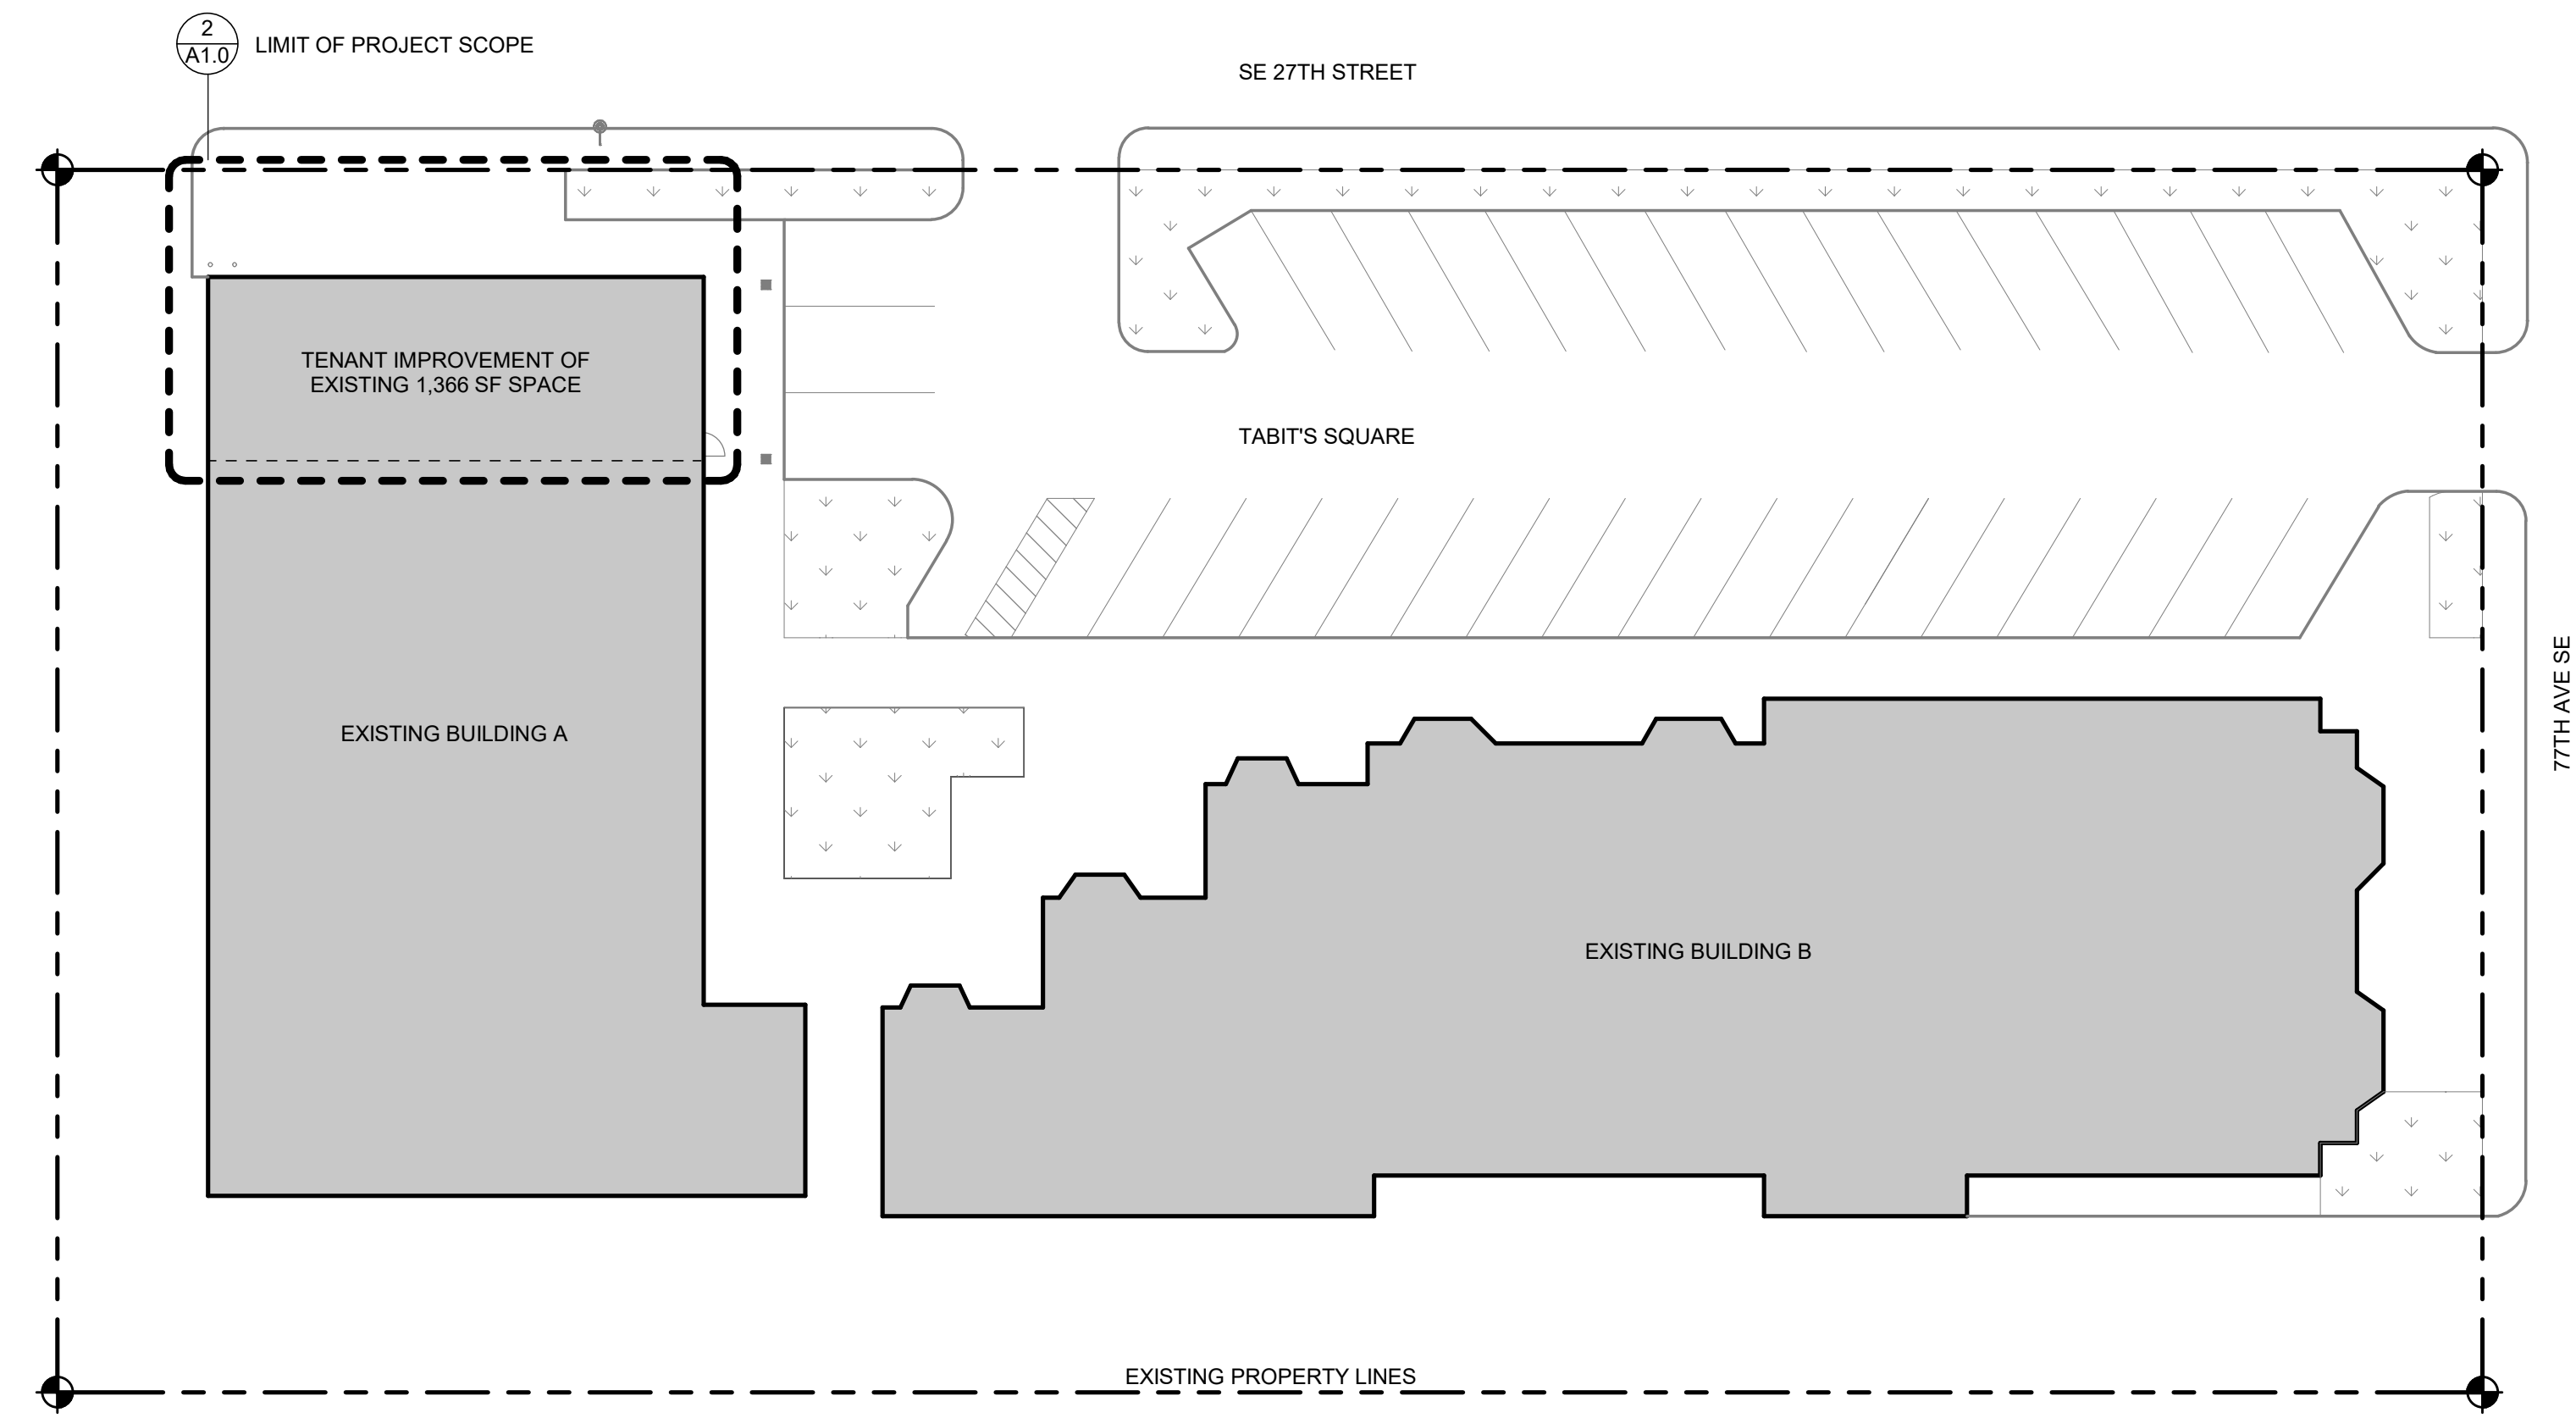 2
A1.0
LIMIT OF PROJECT SCOPE
SE 27TH STREET
TENANT IMPROVEMENT OF
EXISTING 1,366 SF SPACE
TABIT'S SQUARE
EXISTING BUILDING A
77TH AVE SE
EXISTING BUILDING B
EXISTING PROPERTY LINES